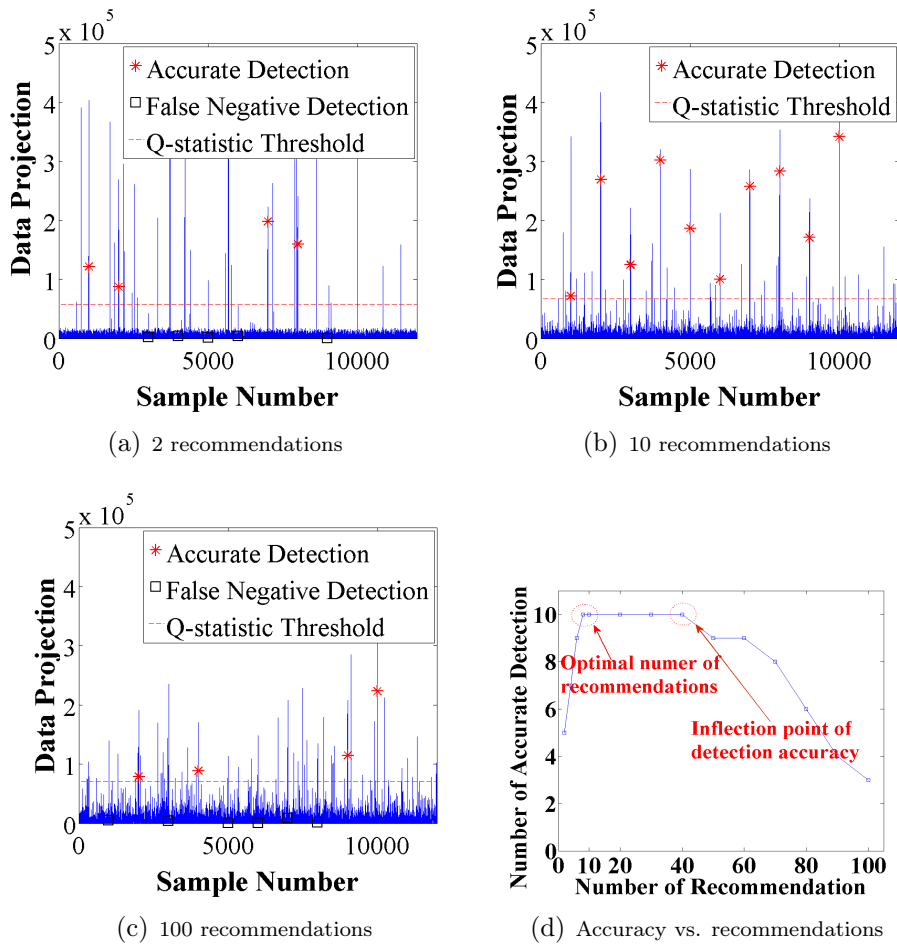 5 x 10^5
Accurate Detection
False Negative Detection
Q-statistic Threshold
4
3
2
1
0
Data Projection
0 5000 10000
Sample Number
(a) 2 recommendations
5 x 10^5
Accurate Detection
Q-statistic Threshold
4
3
2
1
0
Data Projection
0 5000 10000
Sample Number
(b) 10 recommendations
5 x 10^5
Accurate Detection
False Negative Detection
Q-statistic Threshold
4
3
2
1
0
Data Projection
0 5000 10000
Sample Number
(c) 100 recommendations
10
8
6
4
2
0
Number of Accurate Detection
Optimal numer of
recommendations
Inflection point of
detection accuracy
2 10 20 40 60 80 100
Number of Recommendation
(d) Accuracy vs. recommendations